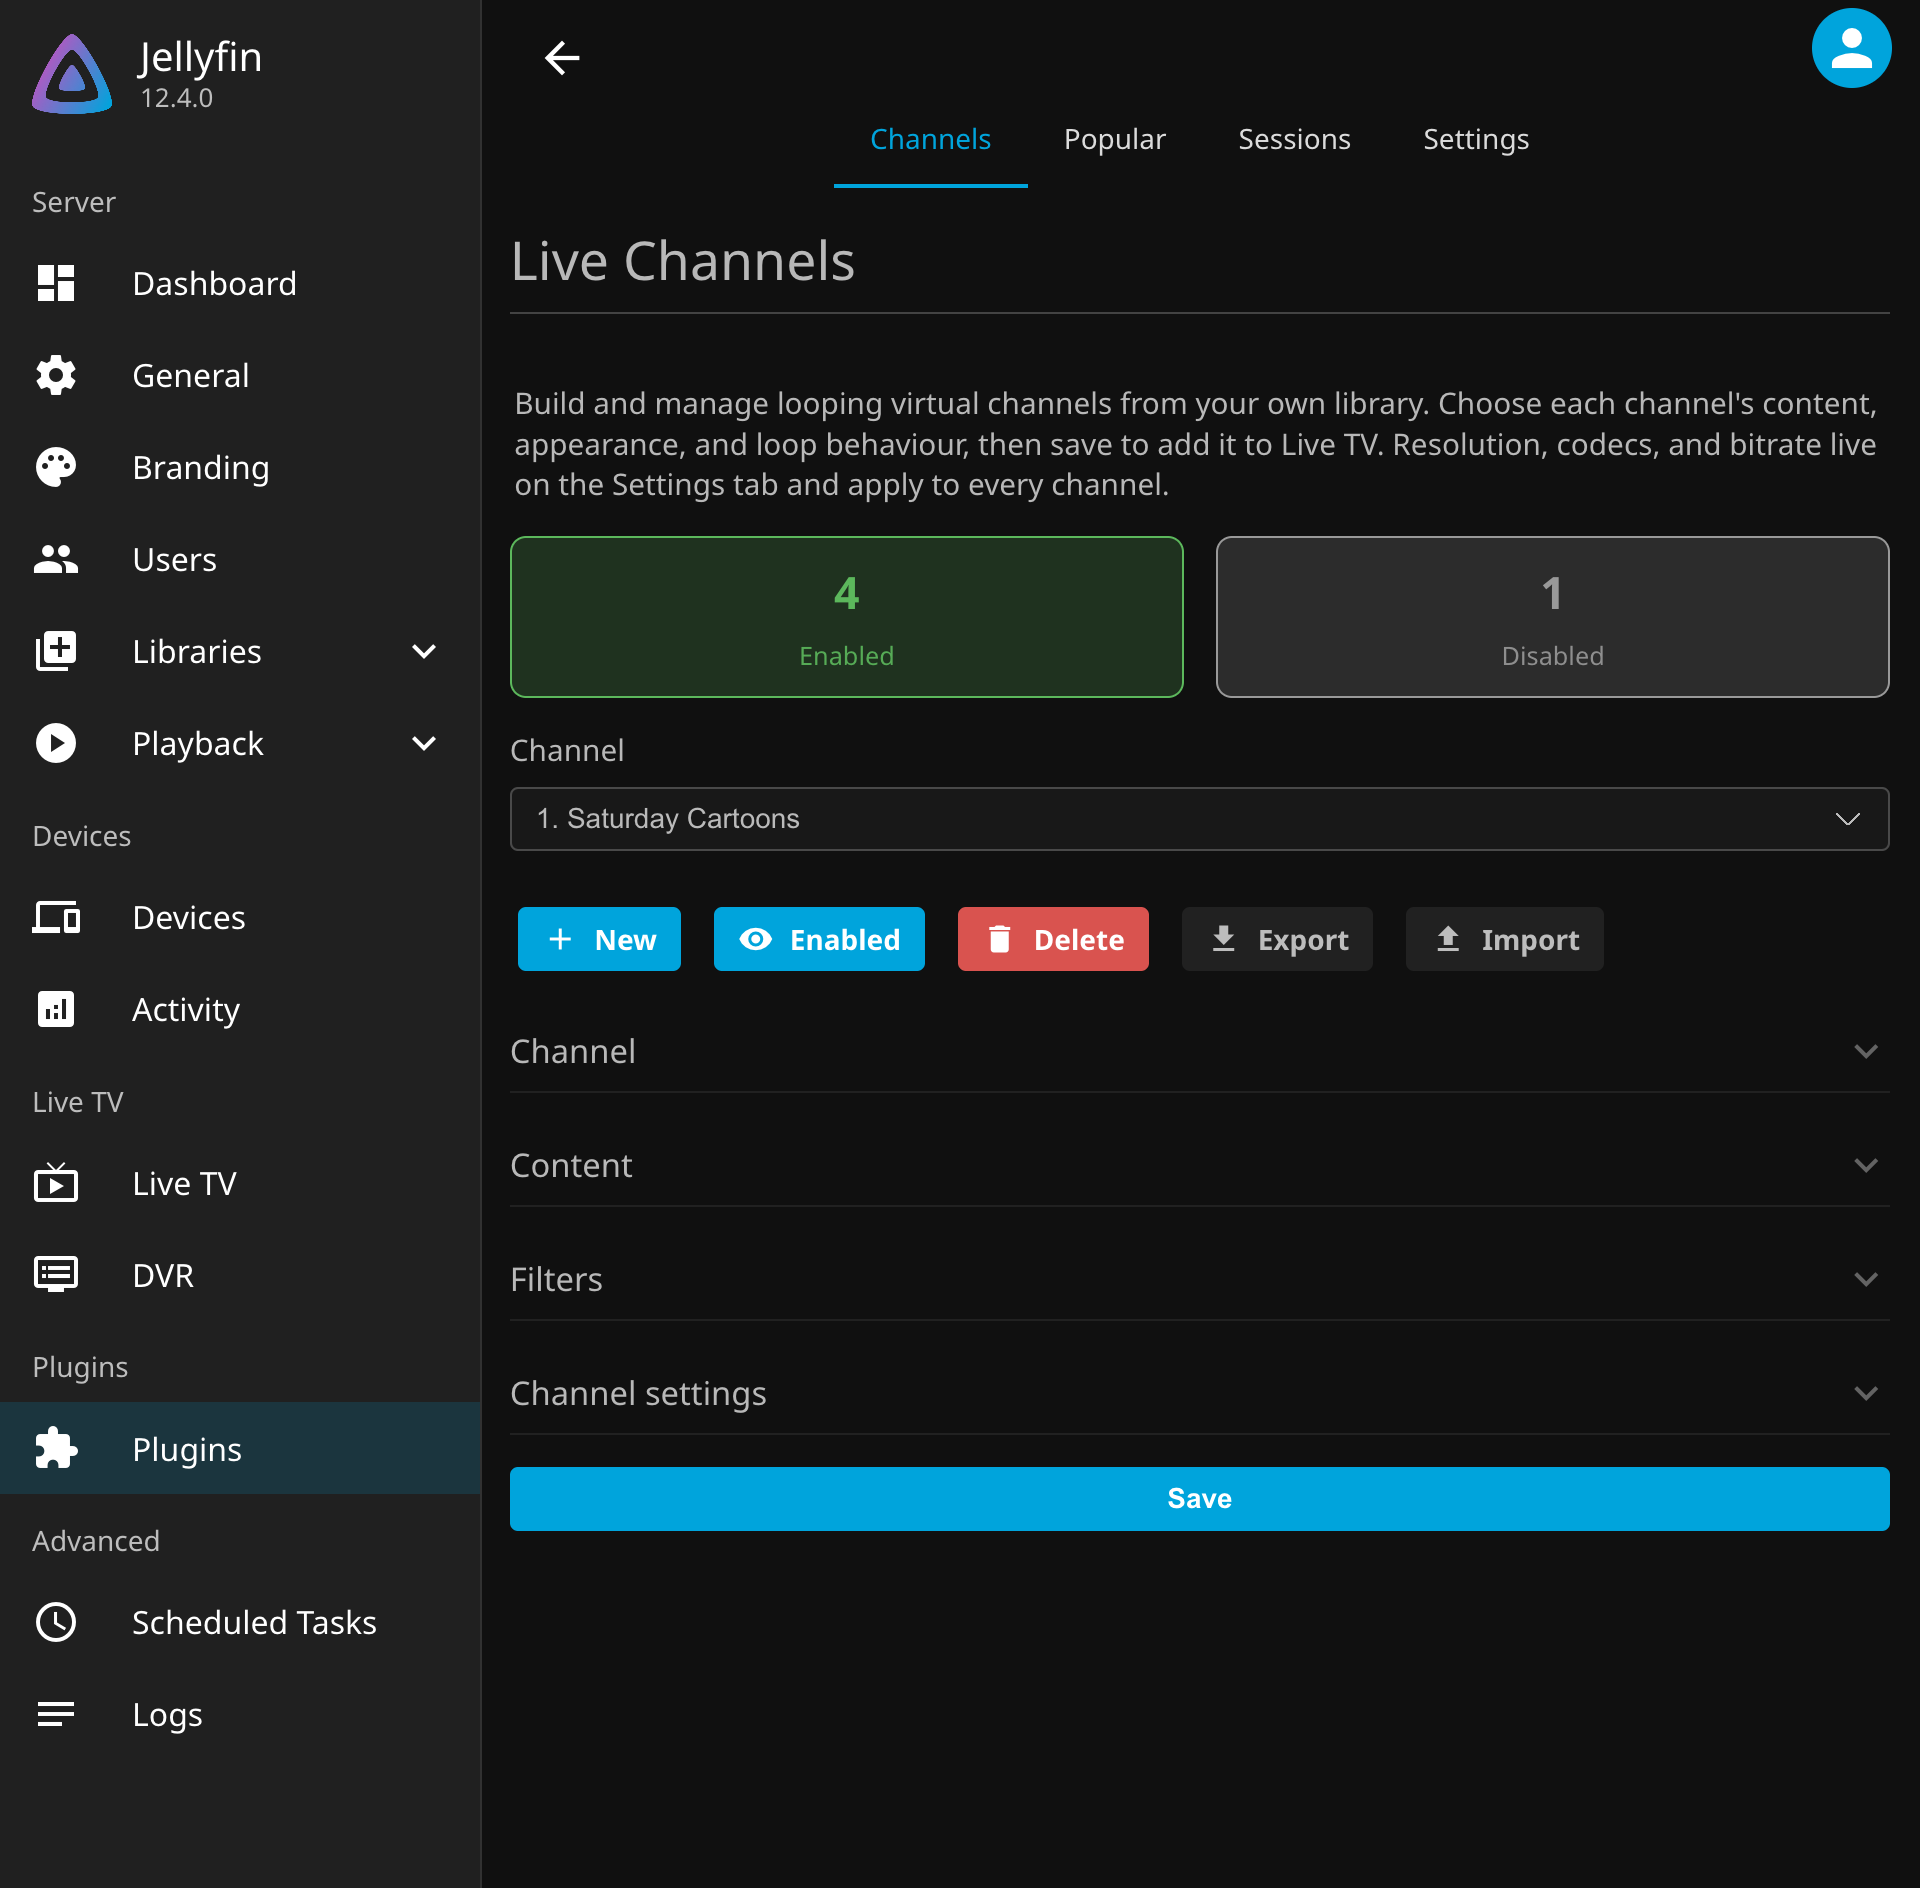 Jellyfin
12.4.0
Server
Dashboard
General
Branding
Users
Libraries
Playback
Devices
Devices
Activity
Live TV
Live TV
DVR
Plugins
Plugins
Advanced
Scheduled Tasks
Logs
Channels Popular Sessions Settings
Live Channels
Build and manage looping virtual channels from your own library. Choose each channel's content,
appearance, and loop behaviour, then save to add it to Live TV. Resolution, codecs, and bitrate live
on the Settings tab and apply to every channel.
4
Enabled
1
Disabled
Channel
1. Saturday Cartoons
New Enabled Delete Export Import
Channel
Content
Filters
Channel settings
Save